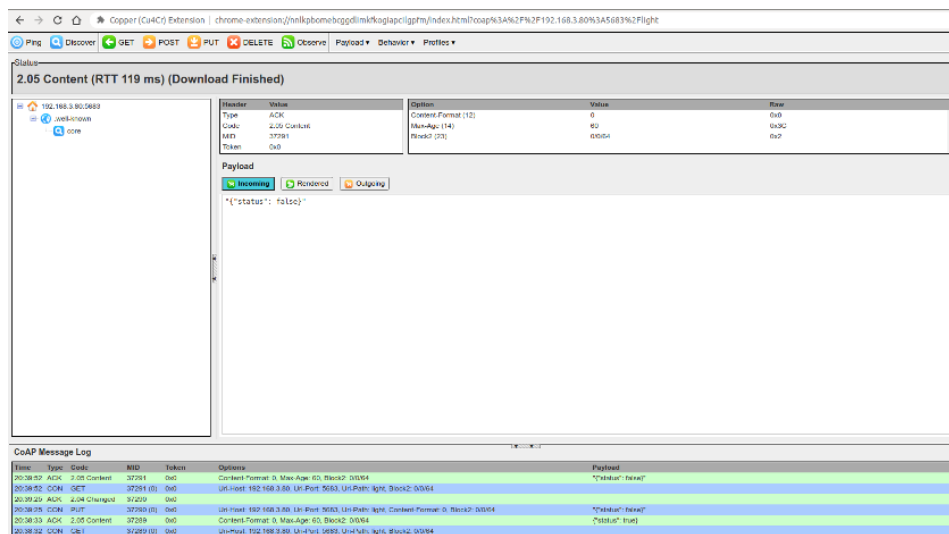 Copper (Cu4Cr) Extension | chrome-extension://nnlkpbomebcggdlimkfkoglapcilgpfm/index.html?coap%3A%2F%2F192.168.3.80%3A5683%2Flight
Ping Discover GET POST PUT DELETE Observe Payload Behavior Profiles
Status
2.05 Content (RTT 119 ms) (Download Finished)
192.168.3.80:5683
.well-known
core
Header Value
Type ACK
Code 2.05 Content
MID 37291
Token 0x0
Option Value Raw
Content-Format (12) 0 0x0
Max-Age (14) 60 0x3C
Block2 (23) 0/0/64 0x2
Payload
Incoming Rendered Outgoing
"{"status": false}"
CoAP Message Log
Time Type Code MID Token Options Payload
20:39:52 ACK 2.05 Content 37291 0x0 Content-Format: 0, Max-Age: 60, Block2: 0/0/64 "{"status": false}"
20:39:52 CON GET 37291 (0) 0x0 Uri-Host: 192.168.3.80, Uri-Port: 5683, Uri-Path: light, Block2: 0/0/64
20:39:25 ACK 2.04 Changed 37290 0x0
20:39:25 CON PUT 37290 (0) 0x0 Uri-Host: 192.168.3.80, Uri-Port: 5683, Uri-Path: light, Content-Format: 0, Block2: 0/0/64 "{"status": false}"
20:38:33 ACK 2.05 Content 37289 0x0 Content-Format: 0, Max-Age: 60, Block2: 0/0/64 {"status": true}
20:38:32 CON GET 37289 (0) 0x0 Uri-Host: 192.168.3.80, Uri-Port: 5683, Uri-Path: light, Block2: 0/0/64